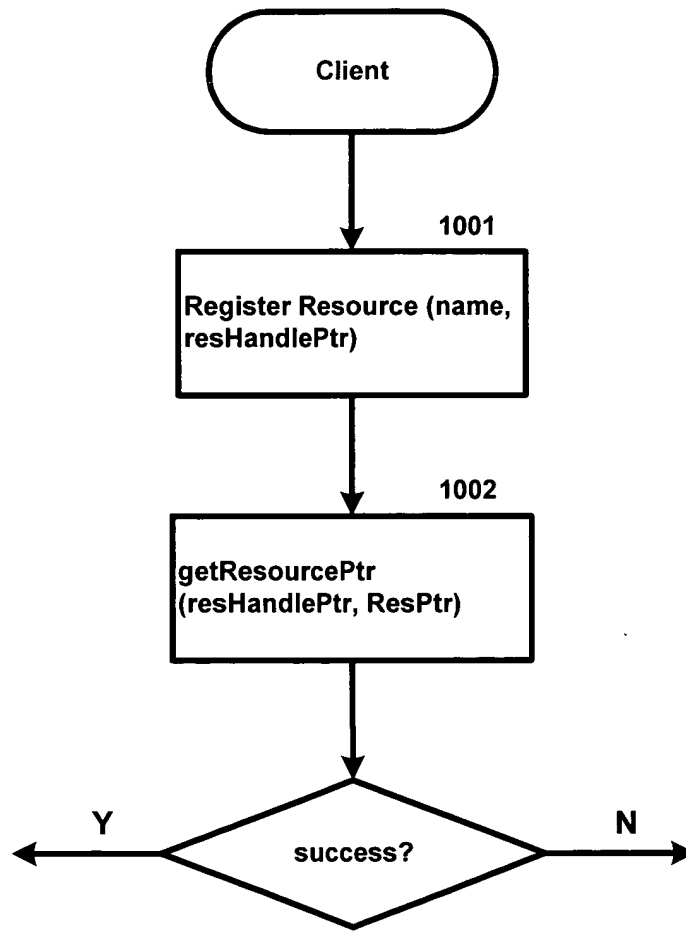 Client
1001
Register Resource (name,
resHandlePtr)
1002
getResourcePtr
(resHandlePtr, ResPtr)
Y
success?
N